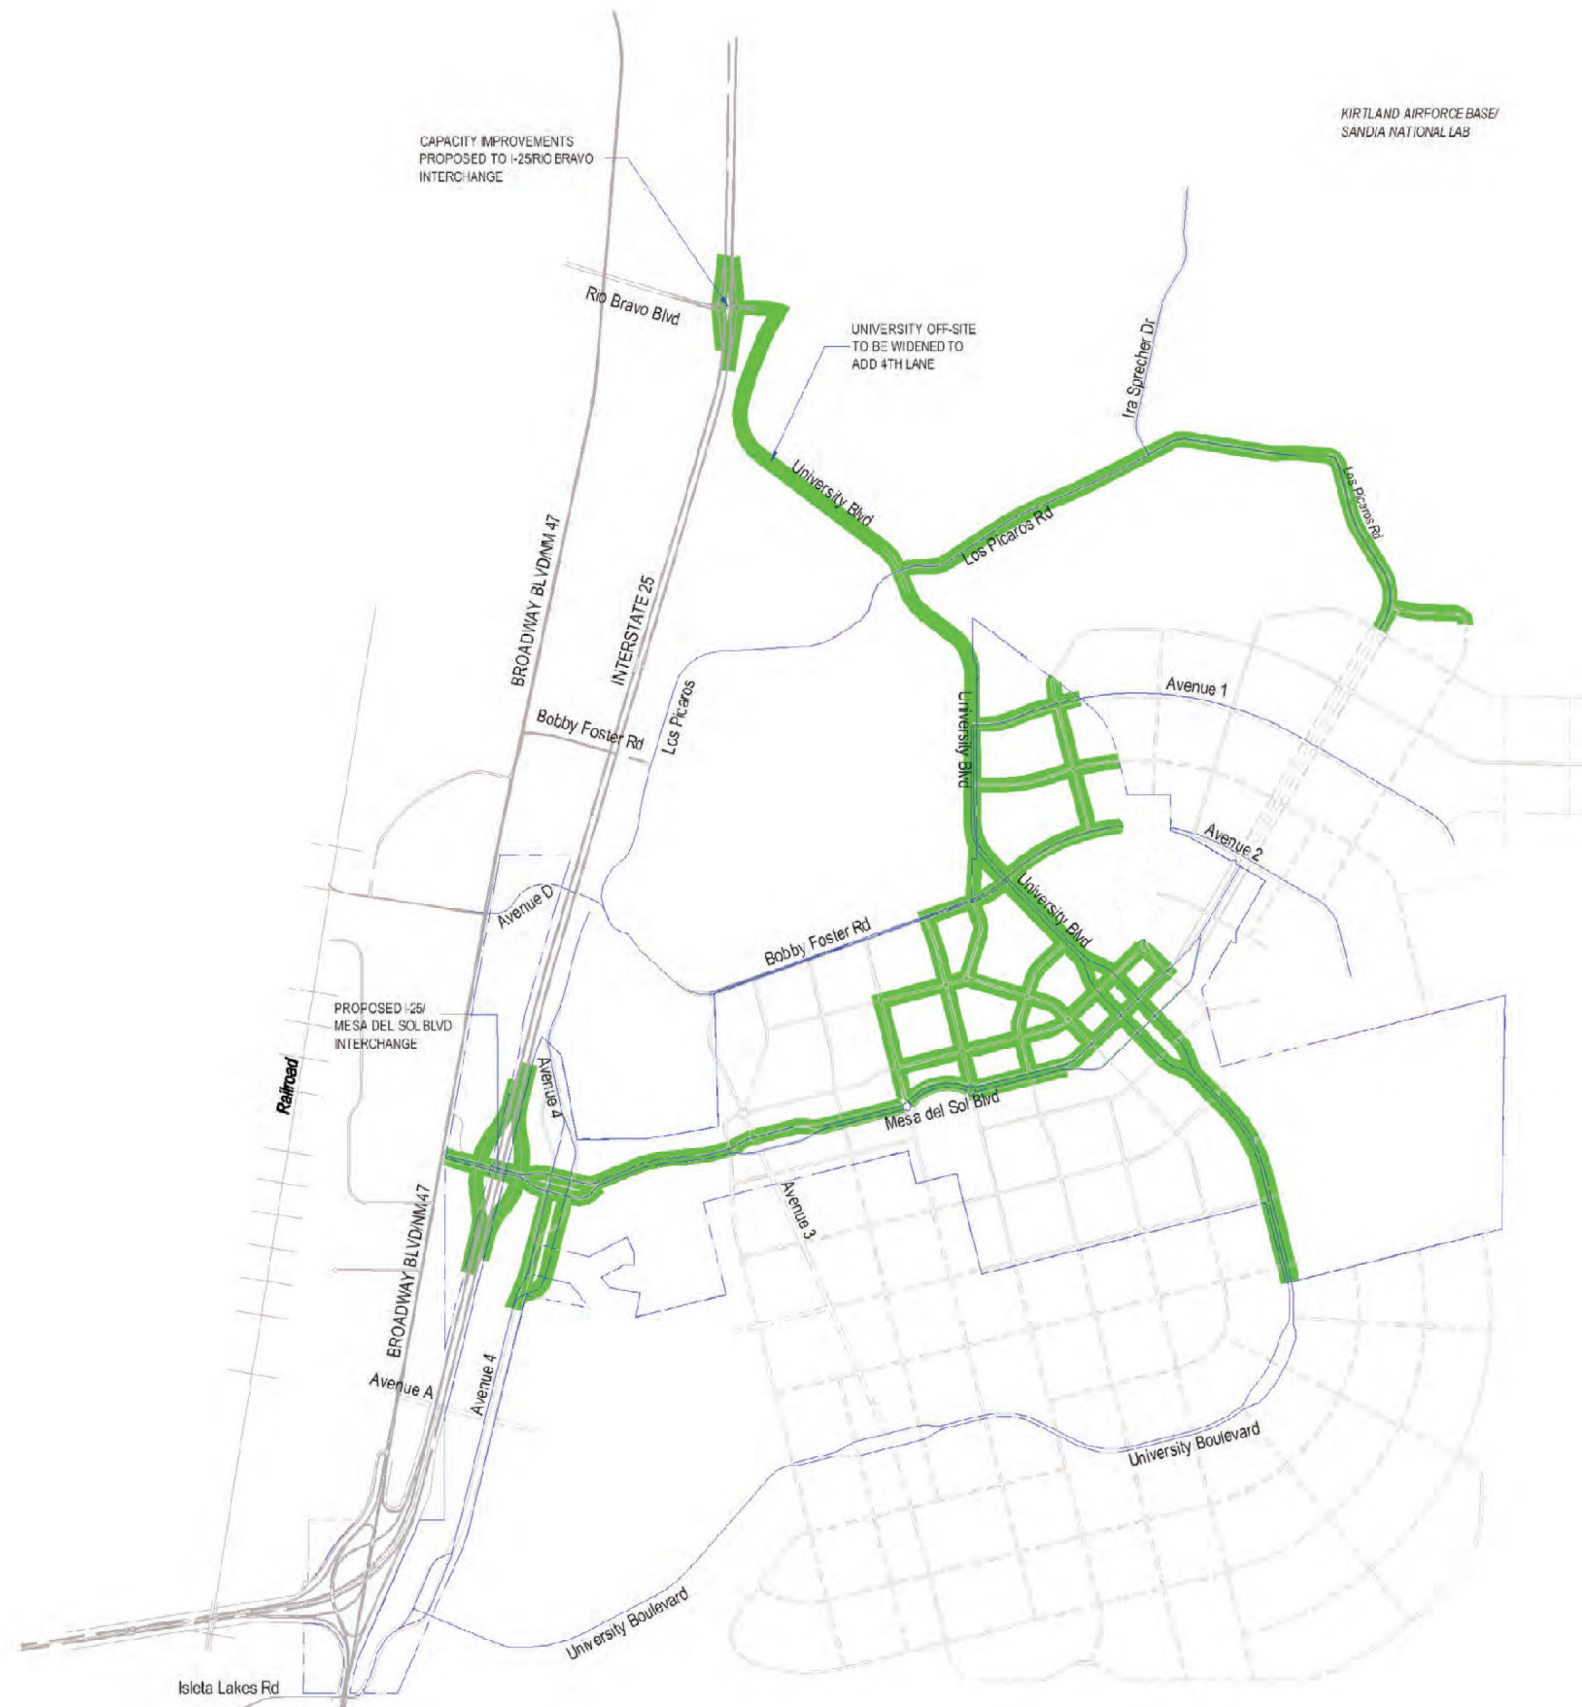 KIRTLAND AIRFORCE BASE/
SANDIA NATIONAL LAB
CAPACITY IMPROVEMENTS
PROPOSED TO I-25/RIO BRAVO
INTERCHANGE
Rio Bravo Blvd
UNIVERSITY OFF-SITE
TO BE WIDENED TO
ADD 4TH LANE
Ira Sprecher Dr
University Blvd
Los Picaros Rd
Los Picaros Rd
BROADWAY BLVD/NM 47
INTERSTATE 25
Los Picaros
Bobby Foster Rd
University Blvd
Avenue 1
Avenue 2
Avenue D
University Blvd
Bobby Foster Rd
PROPOSED I-25/
MESA DEL SOL BLVD
INTERCHANGE
Railroad
Avenue 4
Mesa del Sol Blvd
Avenue 3
BROADWAY BLVD/NM47
Avenue A
Avenue 4
University Boulevard
University Boulevard
Isleta Lakes Rd